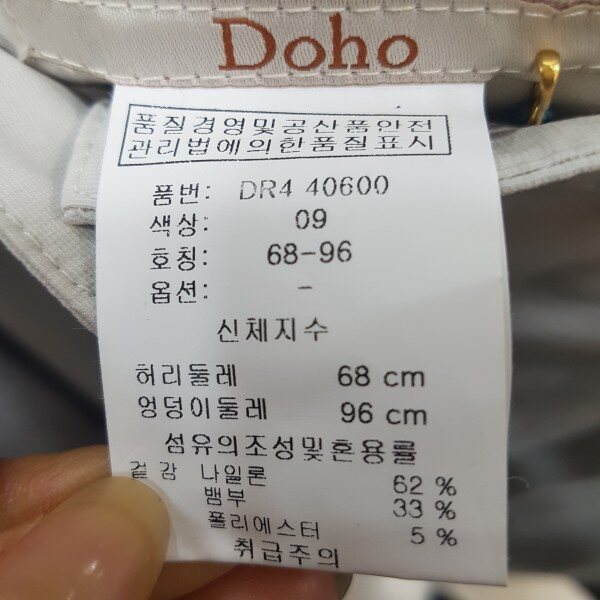 Doho
품질경영및공산품안전
관리법에의한품질표시
품번: DR4 40600
색상: 09
호칭: 68-96
옵션: -
신체지수
허리둘레 68 cm
엉덩이둘레 96 cm
섬유의조성및혼용률
겉감 나일론 62 %
뱀부 33 %
폴리에스터 5 %
취급주의